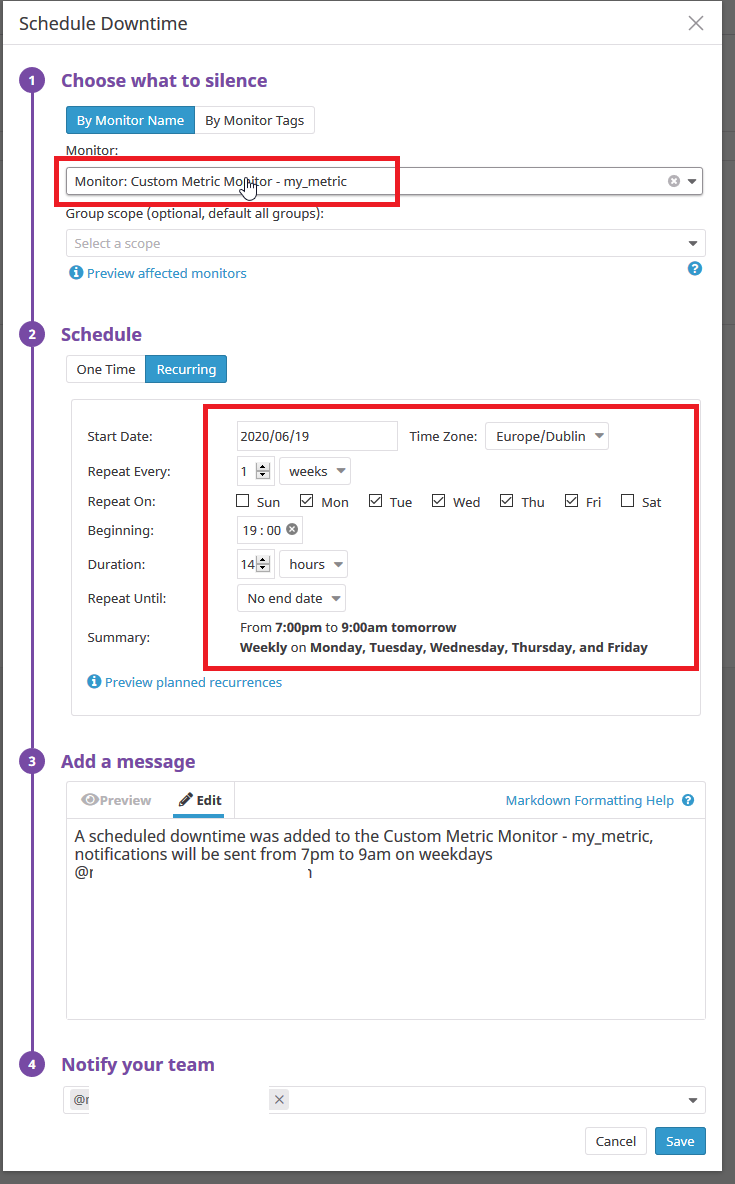 Schedule Downtime
1 Choose what to silence
By Monitor Name By Monitor Tags
Monitor:
Monitor: Custom Metric Monitor - my_metric
Group scope (optional, default all groups):
Select a scope
Preview affected monitors
2 Schedule
One Time Recurring
Start Date: 2020/06/19 Time Zone: Europe/Dublin
Repeat Every: 1 weeks
Repeat On: Sun Mon Tue Wed Thu Fri Sat
Beginning: 19 : 00
Duration: 14 hours
Repeat Until: No end date
Summary: From 7:00pm to 9:00am tomorrow
Weekly on Monday, Tuesday, Wednesday, Thursday, and Friday
Preview planned recurrences
3 Add a message
Preview Edit Markdown Formatting Help
A scheduled downtime was added to the Custom Metric Monitor - my_metric,
notifications will be sent from 7pm to 9am on weekdays
4 Notify your team
Cancel Save